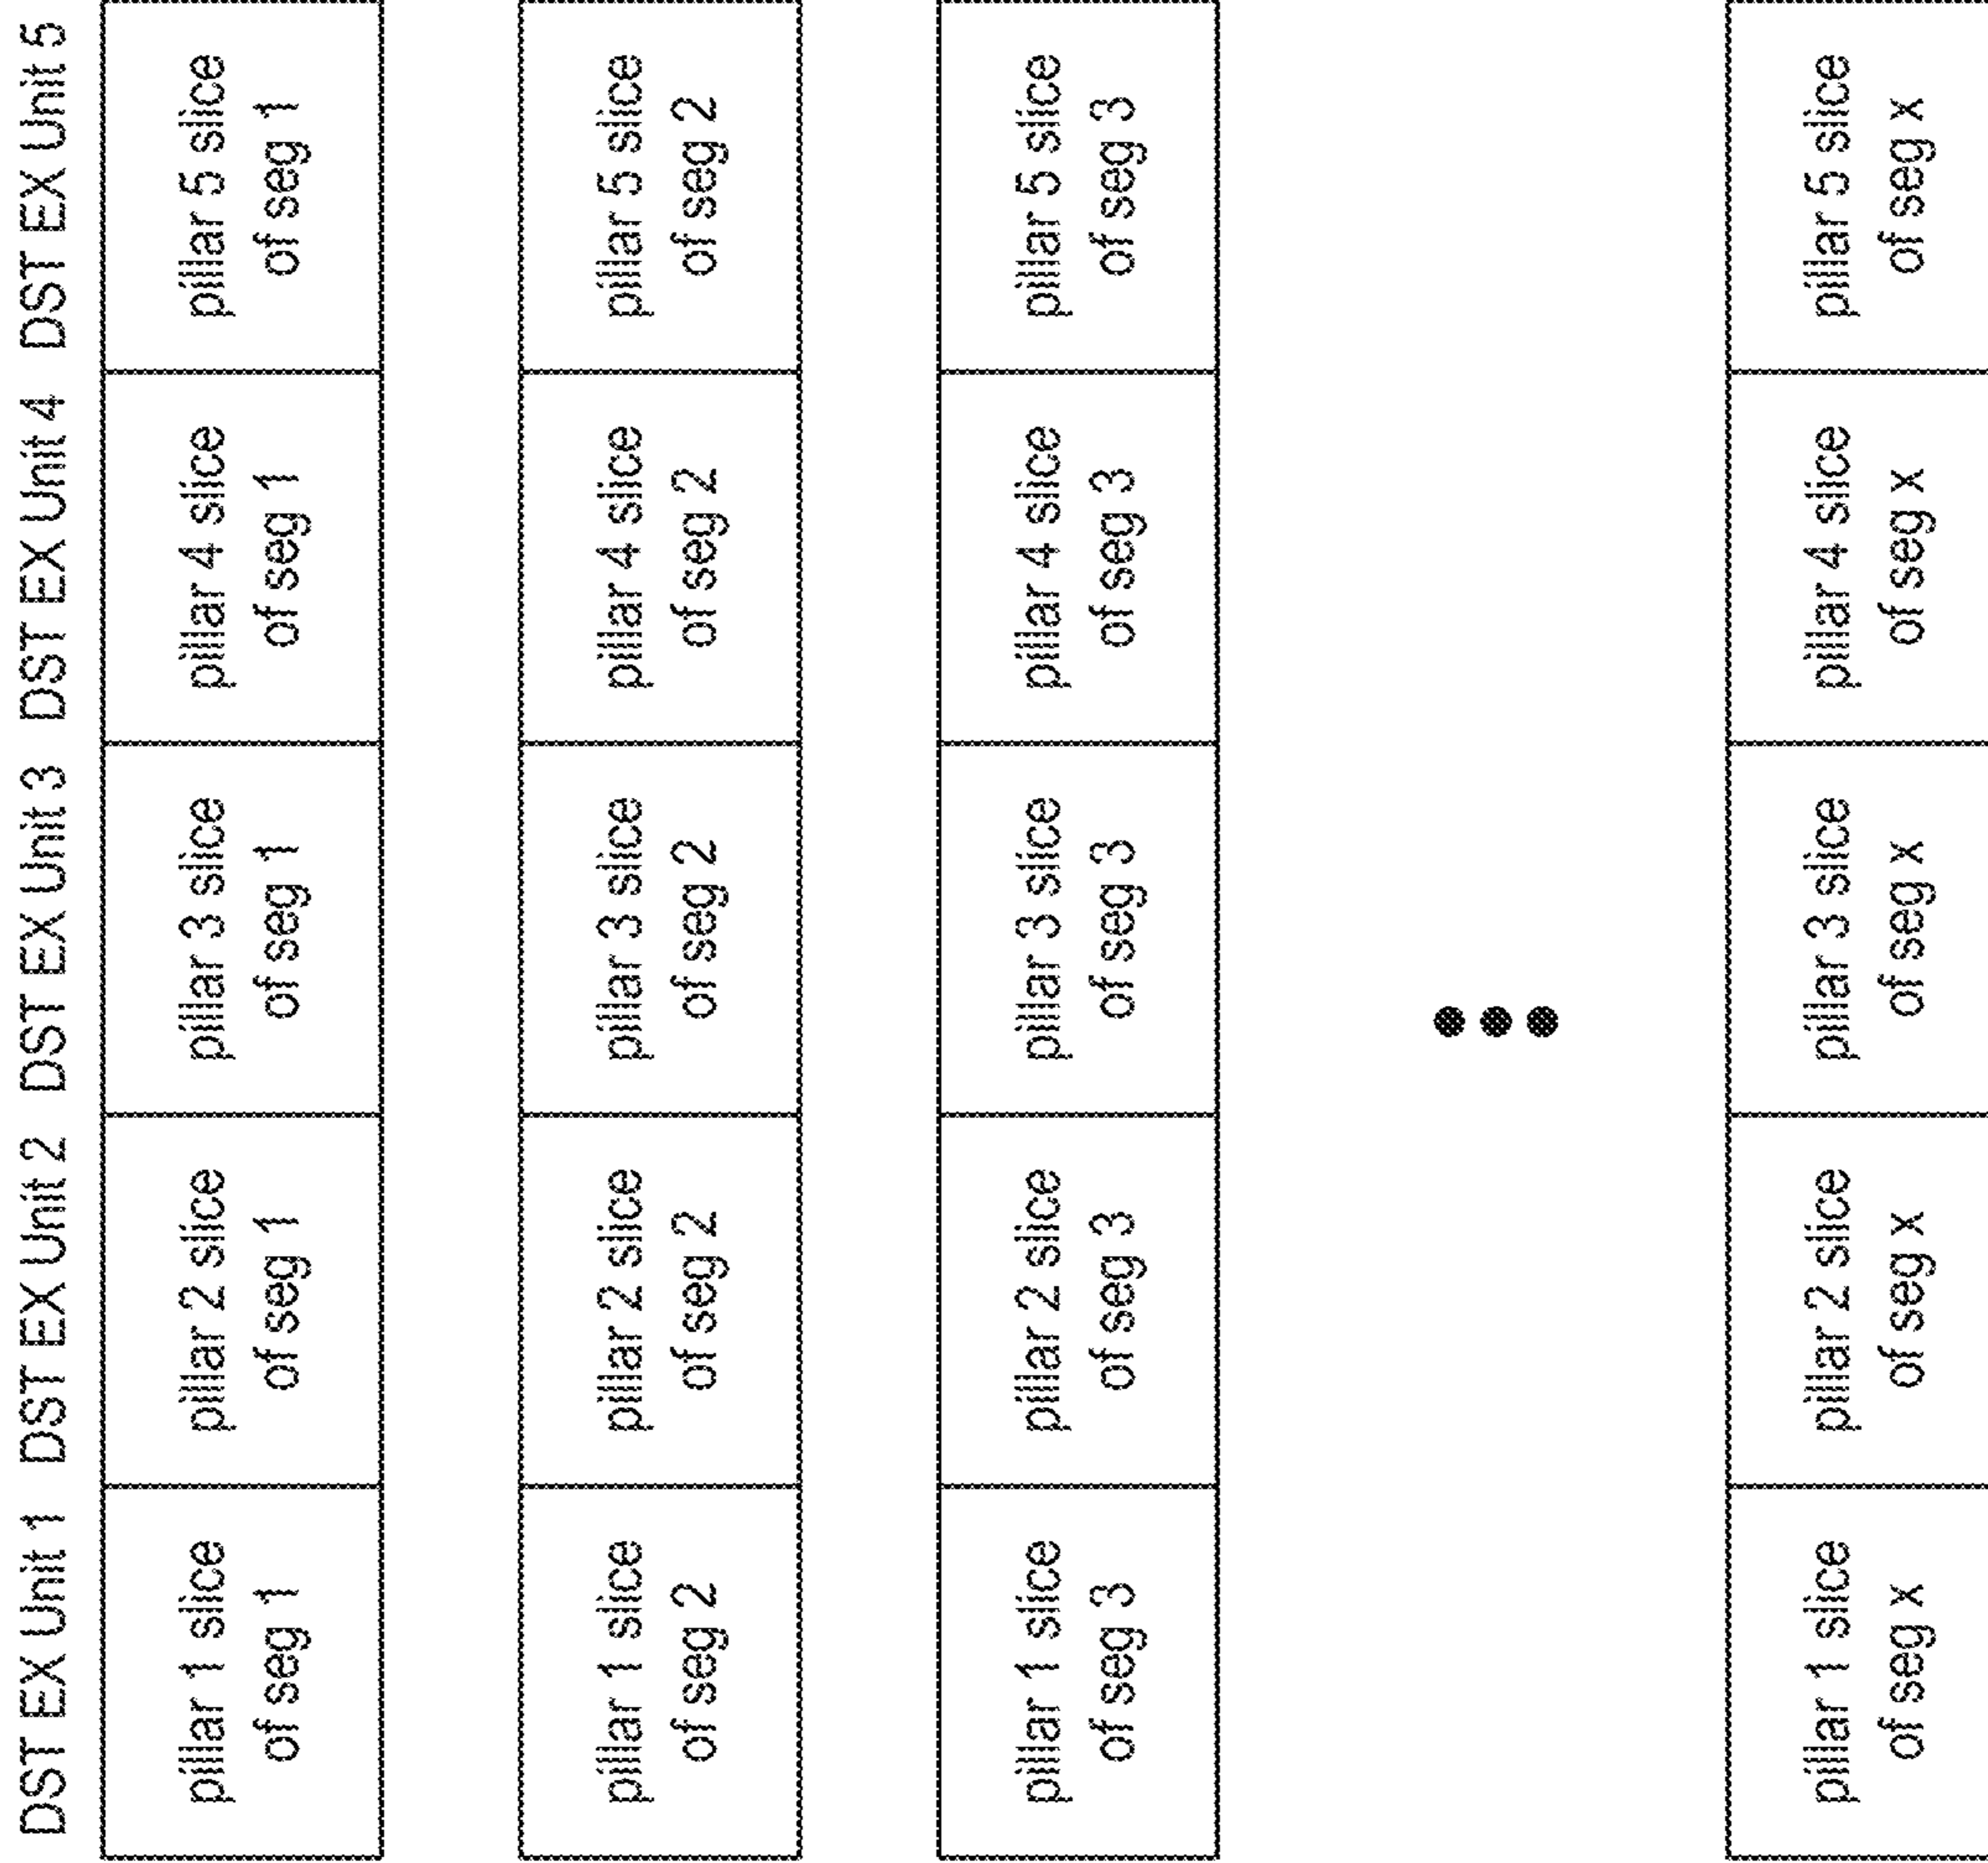 DST EX Unit 1
DST EX Unit 2
DST EX Unit 3
DST EX Unit 4
DST EX Unit 5
pillar 1 slice
of seg 1
pillar 2 slice
of seg 1
pillar 3 slice
of seg 1
pillar 4 slice
of seg 1
pillar 5 slice
of seg 1
pillar 1 slice
of seg 2
pillar 2 slice
of seg 2
pillar 3 slice
of seg 2
pillar 4 slice
of seg 2
pillar 5 slice
of seg 2
pillar 1 slice
of seg 3
pillar 2 slice
of seg 3
pillar 3 slice
of seg 3
pillar 4 slice
of seg 3
pillar 5 slice
of seg 3
pillar 1 slice
of seg x
pillar 2 slice
of seg x
pillar 3 slice
of seg x
pillar 4 slice
of seg x
pillar 5 slice
of seg x